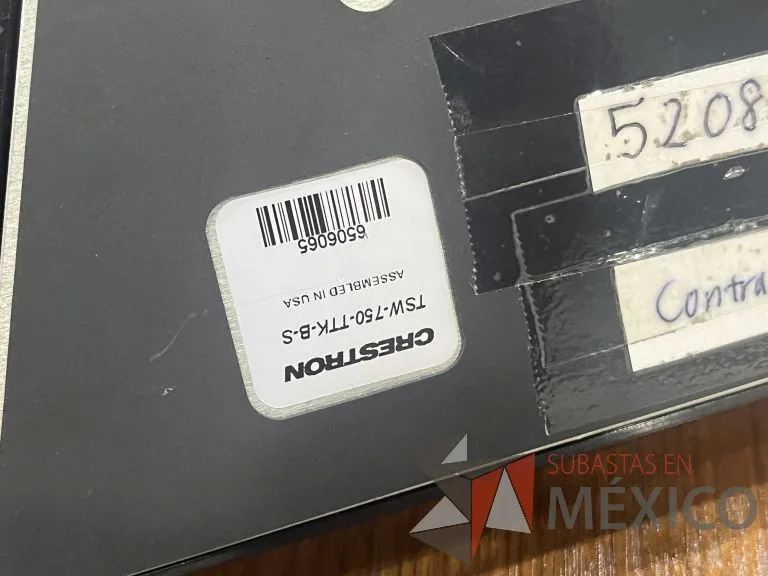 5208
Contra
CRESTRON
TSW-750-TTK-B-S
ASSEMBLED IN USA
6506065
SUBASTAS EN
MÉXICO